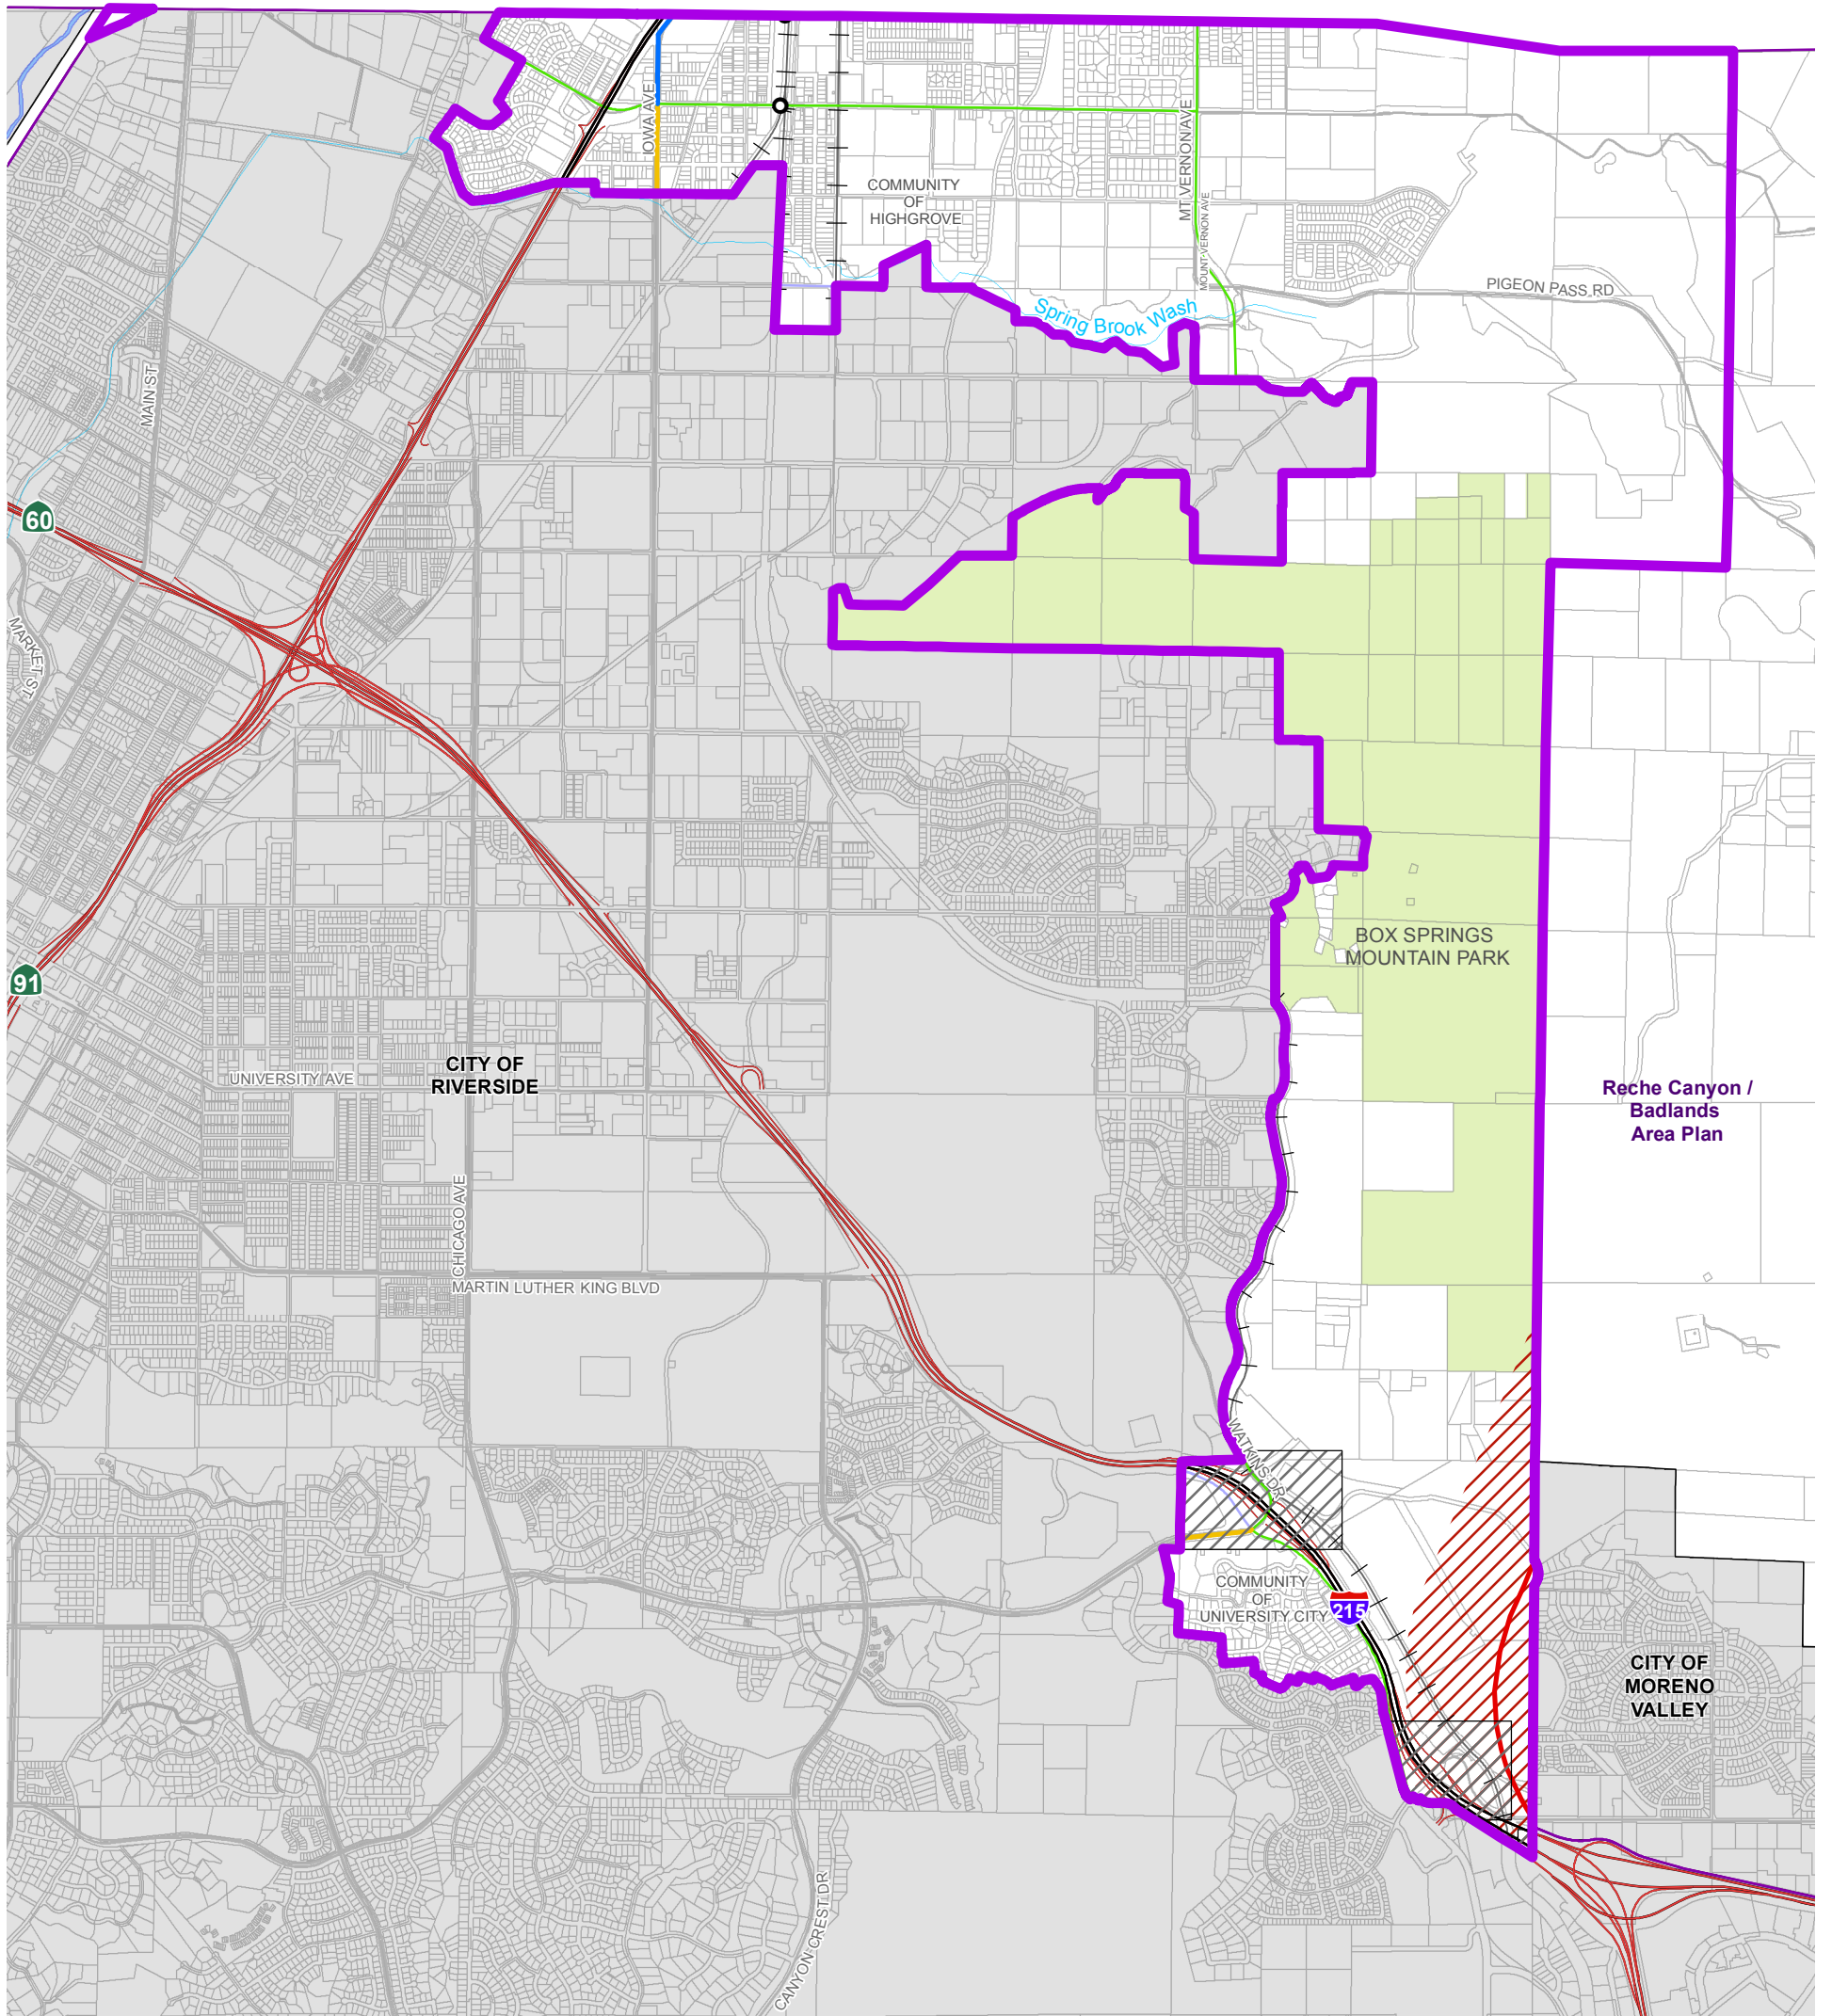 IOWA AVE
MT VERNON AVE
COMMUNITY
OF
HIGHGROVE
MOUNT VERNON AVE
PIGEON PASS RD
Spring Brook Wash
MAIN ST
60
MARKET ST
BOX SPRINGS
MOUNTAIN PARK
91
CITY OF
RIVERSIDE
UNIVERSITY AVE
Reche Canyon /
Badlands
Area Plan
CHICAGO AVE
MARTIN LUTHER KING BLVD
WATKINS DR
COMMUNITY
OF
UNIVERSITY CITY
215
CITY OF
MORENO
VALLEY
CANYON CREST DR